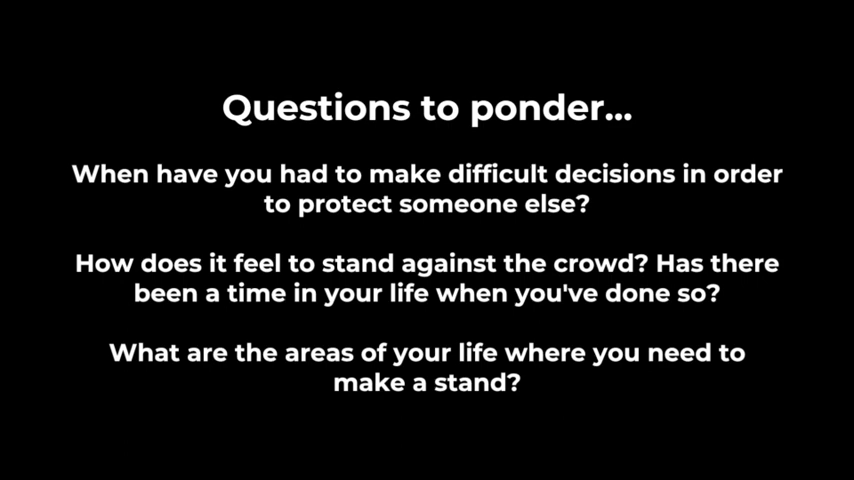 Questions to ponder...
When have you had to make difficult decisions in order
to protect someone else?
How does it feel to stand against the crowd? Has there
been a time in your life when you've done so?
What are the areas of your life where you need to
make a stand?